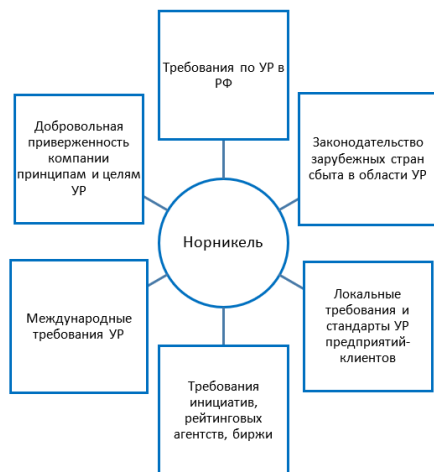 Требования по УР в
РФ
Добровольная
приверженность
компании
принципам и целям
УР
Законодательство
зарубежных стран
сбыта в области УР
Норникель
Международные
требования УР
Локальные
требования и
стандарты УР
предприятий-
клиентов
Требования
инициатив,
рейтинговых
агентств, биржи